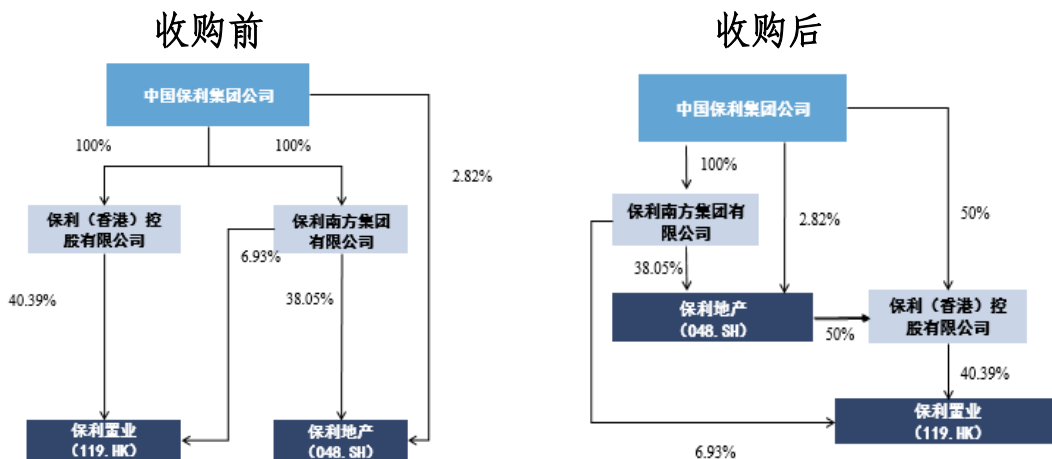 收购前
中国保利集团公司
100%
100%
2.82%
保利（香港）控
股有限公司
保利南方集团
有限公司
6.93%
40.39%
38.05%
保利置业
(119.HK)
保利地产
(048.SH)
收购后
中国保利集团公司
100%
2.82%
50%
保利南方集团有
限公司
38.05%
保利地产
(048.SH)
50%
保利（香港）控
股有限公司
40.39%
保利置业
(119.HK)
6.93%